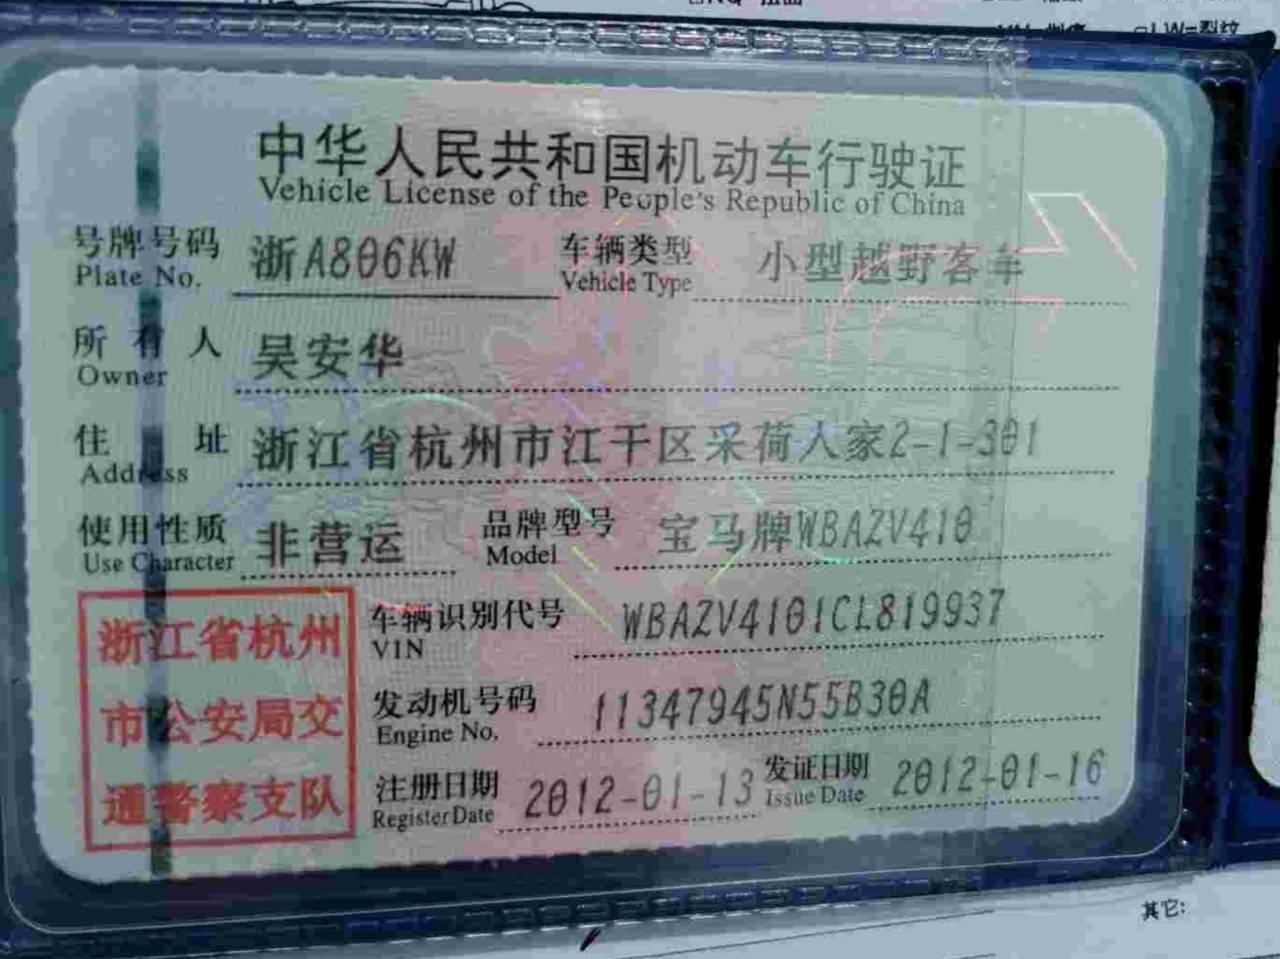 LW=裂纹
中华人民共和国机动车行驶证
Vehicle License of the People's Republic of China
号牌号码 浙A806KW 车辆类型 小型越野客车
Plate No. Vehicle Type
所有人 吴安华
Owner
住址 浙江省杭州市江干区采荷人家2-1-301
Address
使用性质 非营运 品牌型号 宝马牌WBAZV410
Use Character Model
浙江省杭州
市公安局交
通警察支队
车辆识别代号 WBAZV4101CL819937
VIN
发动机号码 11347945N55B30A
Engine No.
注册日期 2012-01-13 发证日期 2012-01-16
Register Date Issue Date
其它: